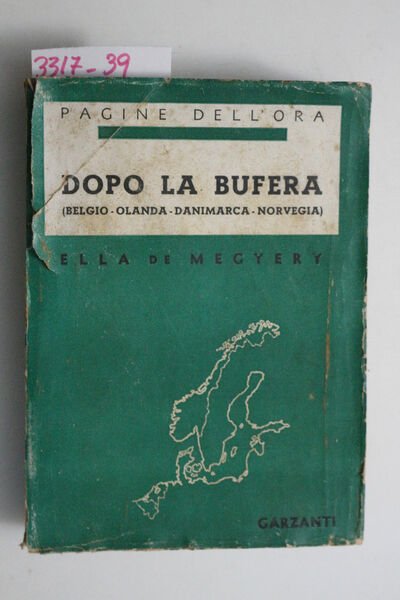 3317-39
PAGINE DELL'ORA
DOPO LA BUFERA
(BELGIO-OLANDA-DANIMARCA-NORVEGIA)
ELLA DE MEGYERY
GARZANTI